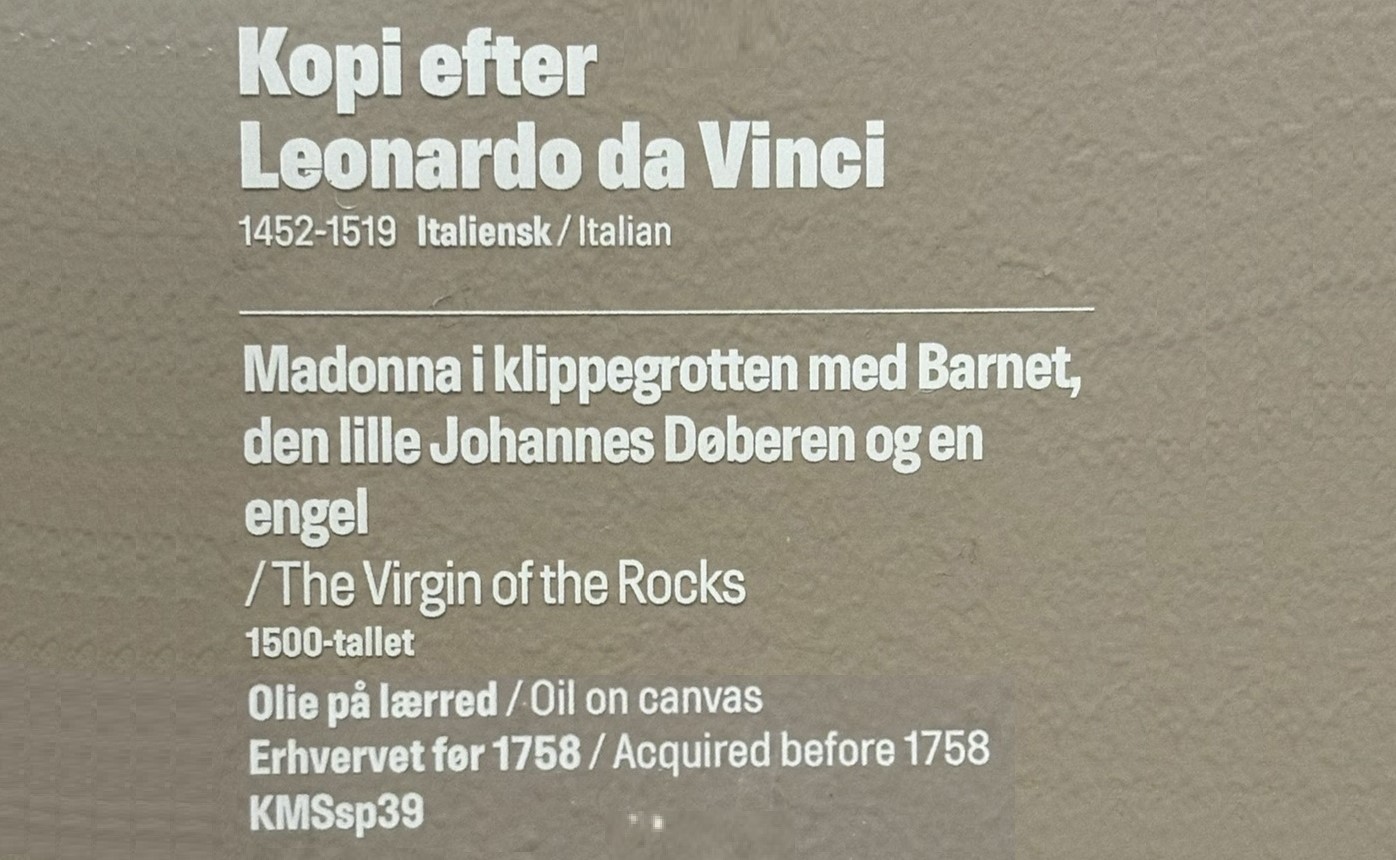 Kopi efter
Leonardo da Vinci
1452-1519 Italiensk / Italian
Madonna i klippegrotten med Barnet,
den lille Johannes Døberen og en
engel
/ The Virgin of the Rocks
1500-tallet
Olie på lærred / Oil on canvas
Erhvervet før 1758 / Acquired before 1758
KMSsp39